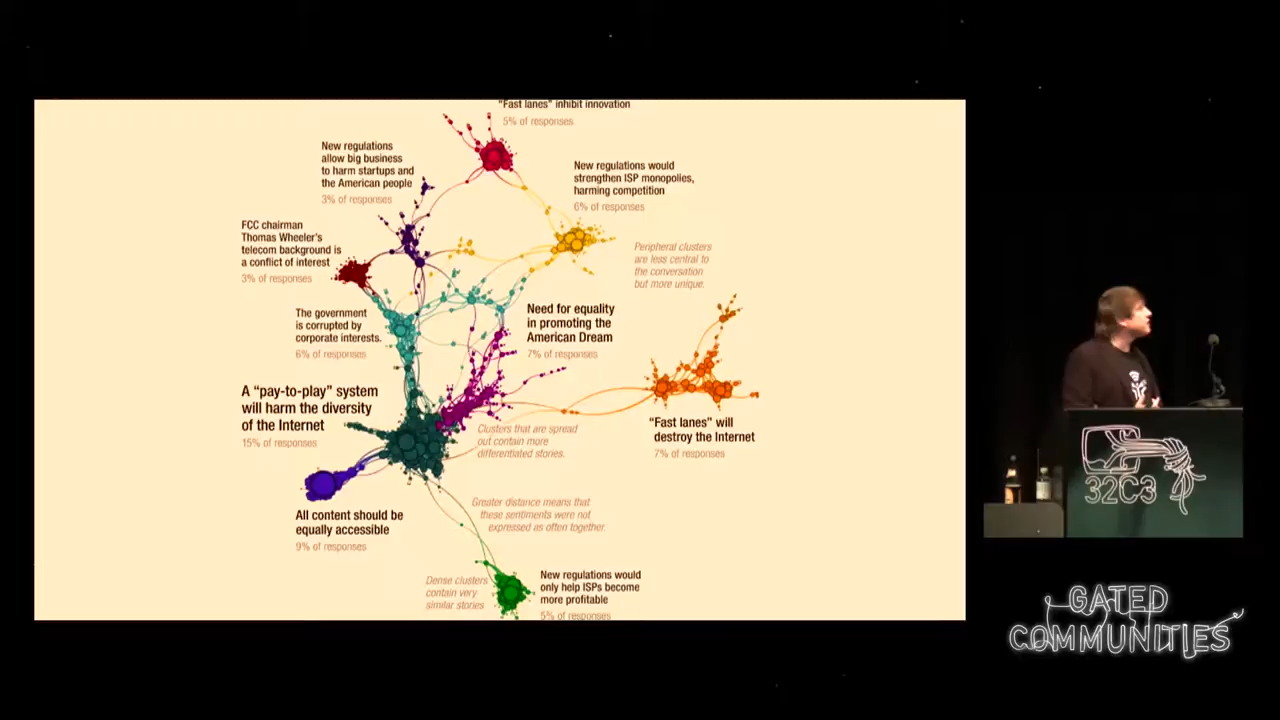 "Fast lanes" inhibit innovation
5% of responses
New regulations
allow big business
to harm startups and
the American people
3% of responses
New regulations would
strengthen ISP monopolies,
harming competition
6% of responses
FCC chairman
Thomas Wheeler's
telecom background is
a conflict of interest
3% of responses
Peripheral clusters
are less central to
the conversation
but more unique.
The government
is corrupted by
corporate interests.
6% of responses
Need for equality
in promoting the
American Dream
7% of responses
A "pay-to-play" system
will harm the diversity
of the Internet
15% of responses
"Fast lanes" will
destroy the Internet
7% of responses
Clusters that are spread
out contain more
differentiated stories.
All content should be
equally accessible
9% of responses
Greater distance means that
these sentiments were not
expressed as often together.
Dense clusters
contain very
similar stories
New regulations would
only help ISPs become
more profitable
5% of responses
32C3
GATED
COMMUNITIES